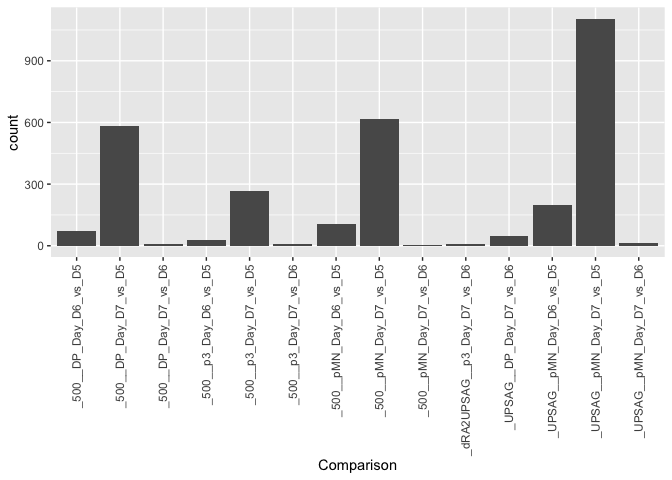 count
900
600
300
0
_500__DP_Day_D6_vs_D5
_500__DP_Day_D7_vs_D5
_500__DP_Day_D7_vs_D6
_500__p3_Day_D6_vs_D5
_500__p3_Day_D7_vs_D5
_500__p3_Day_D7_vs_D6
_500__pMN_Day_D6_vs_D5
_500__pMN_Day_D7_vs_D5
_500__pMN_Day_D7_vs_D6
_dRA2UPSAG__p3_Day_D7_vs_D6
_UPSAG__DP_Day_D7_vs_D6
_UPSAG__pMN_Day_D6_vs_D5
_UPSAG__pMN_Day_D7_vs_D5
_UPSAG__pMN_Day_D7_vs_D6
Comparison